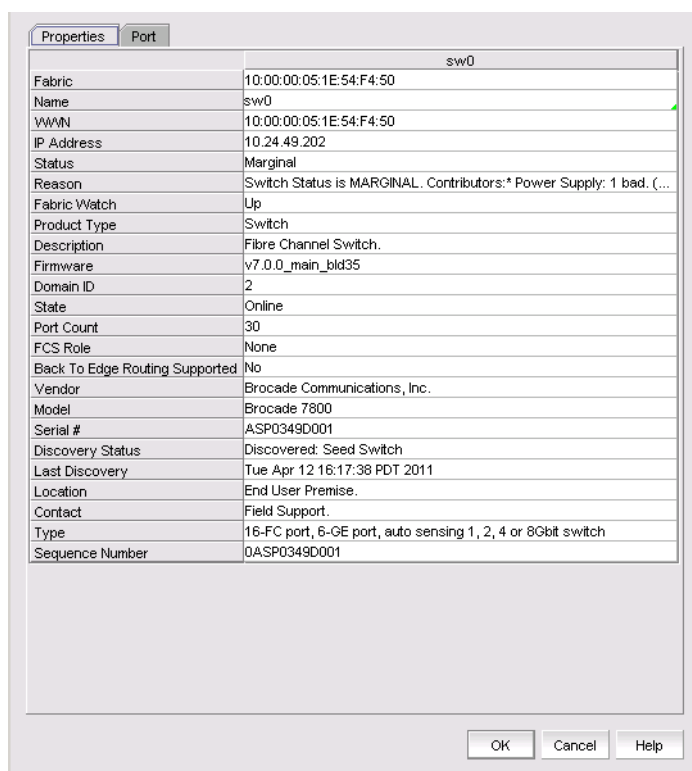 Properties Port
sw0
Fabric 10:00:00:05:1E:54:F4:50
Name sw0
WWN 10:00:00:05:1E:54:F4:50
IP Address 10.24.49.202
Status Marginal
Reason Switch Status is MARGINAL. Contributors:* Power Supply: 1 bad. (...
Fabric Watch Up
Product Type Switch
Description Fibre Channel Switch.
Firmware v7.0.0_main_bld35
Domain ID 2
State Online
Port Count 30
FCS Role None
Back To Edge Routing Supported No
Vendor Brocade Communications, Inc.
Model Brocade 7800
Serial # ASP0349D001
Discovery Status Discovered: Seed Switch
Last Discovery Tue Apr 12 16:17:38 PDT 2011
Location End User Premise.
Contact Field Support.
Type 16-FC port, 6-GE port, auto sensing 1, 2, 4 or 8Gbit switch
Sequence Number 0ASP0349D001
OK Cancel Help